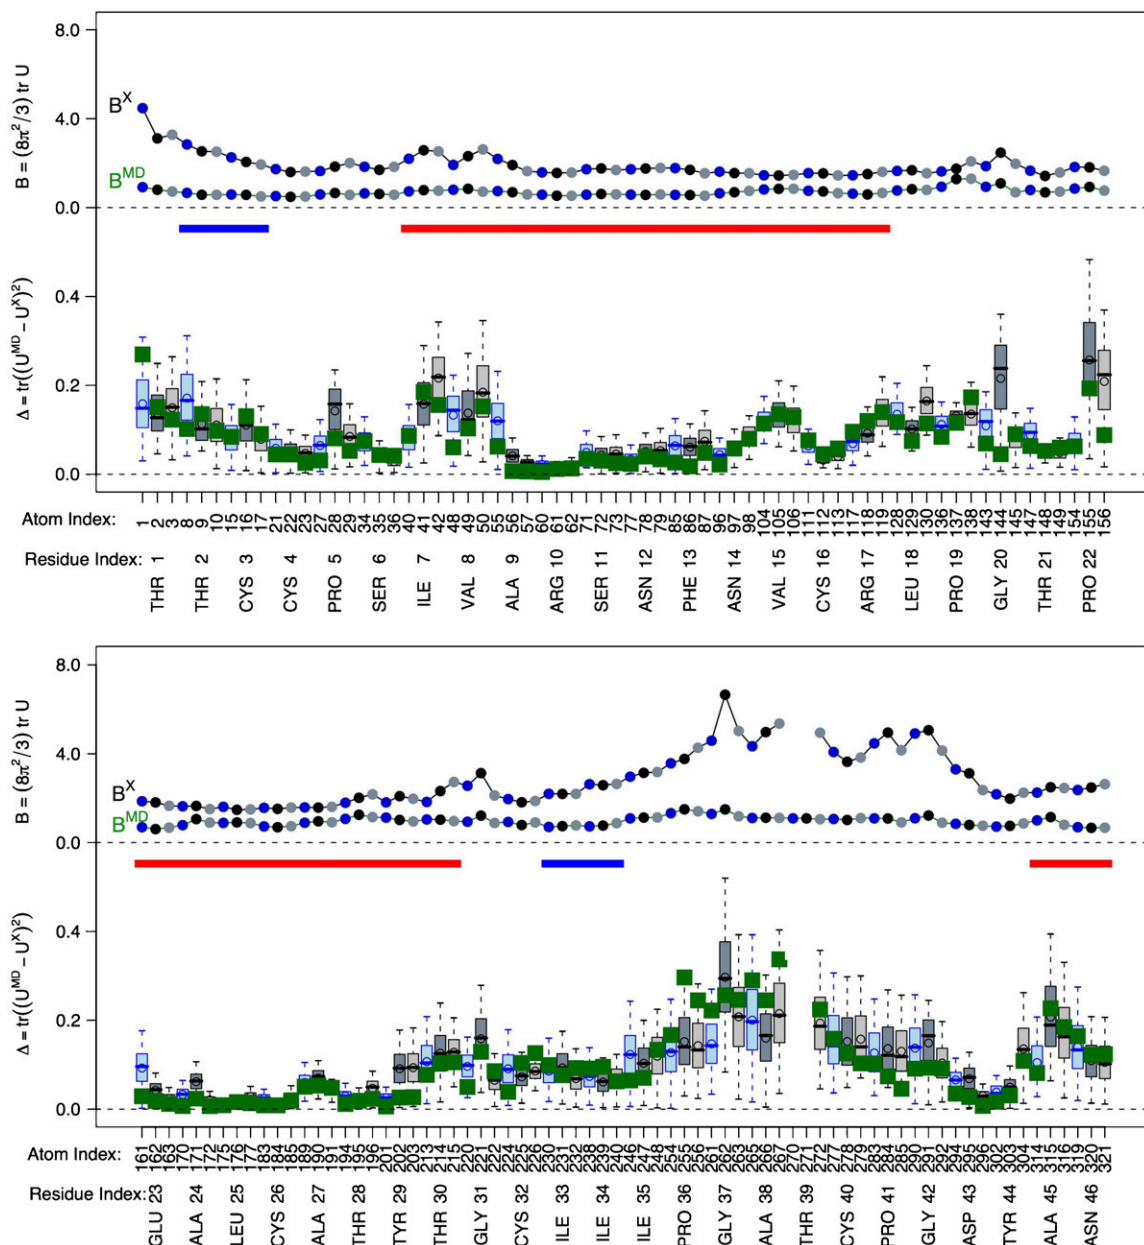 8.0
4.0
0.0
B = (8π²/3) tr U
Bˣ
Bᴹᴰ
0.4
0.2
0.0
Δ = tr((Uᴹᴰ − Uˣ)²)
Atom Index: 1 2 3 8 9 10 15 16 17 21 22 23 27 28 29 34 35 36 40 41 42 48 49 50 55 56 57 60 61 62 71 72 73 77 78 79 85 86 87 96 97 98 104 105 106 111 112 113 117 118 119 128 129 130 136 137 138 143 144 145 147 148 149 154 155 156
Residue Index: THR 1 THR 2 CYS 3 CYS 4 PRO 5 SER 6 ILE 7 VAL 8 ALA 9 ARG 10 SER 11 ASN 12 PHE 13 ASN 14 VAL 15 CYS 16 ARG 17 LEU 18 PRO 19 GLY 20 THR 21 PRO 22
8.0
4.0
0.0
B = (8π²/3) tr U
Bˣ
Bᴹᴰ
0.4
0.2
0.0
Δ = tr((Uᴹᴰ − Uˣ)²)
Atom Index: 161 162 163 170 171 172 175 176 177 183 184 185 189 190 191 194 195 196 201 202 203 213 214 215 220 221 222 224 225 226 230 231 232 238 239 240 246 247 248 254 255 256 261 262 263 265 266 267 270 271 272 277 278 279 283 284 285 290 291 292 294 295 296 302 303 304 314 315 316 319 320 321
Residue Index: GLU 23 ALA 24 LEU 25 CYS 26 ALA 27 THR 28 TYR 29 THR 30 GLY 31 CYS 32 ILE 33 ILE 34 ILE 35 PRO 36 GLY 37 ALA 38 THR 39 CYS 40 PRO 41 GLY 42 ASP 43 TYR 44 ALA 45 ASN 46